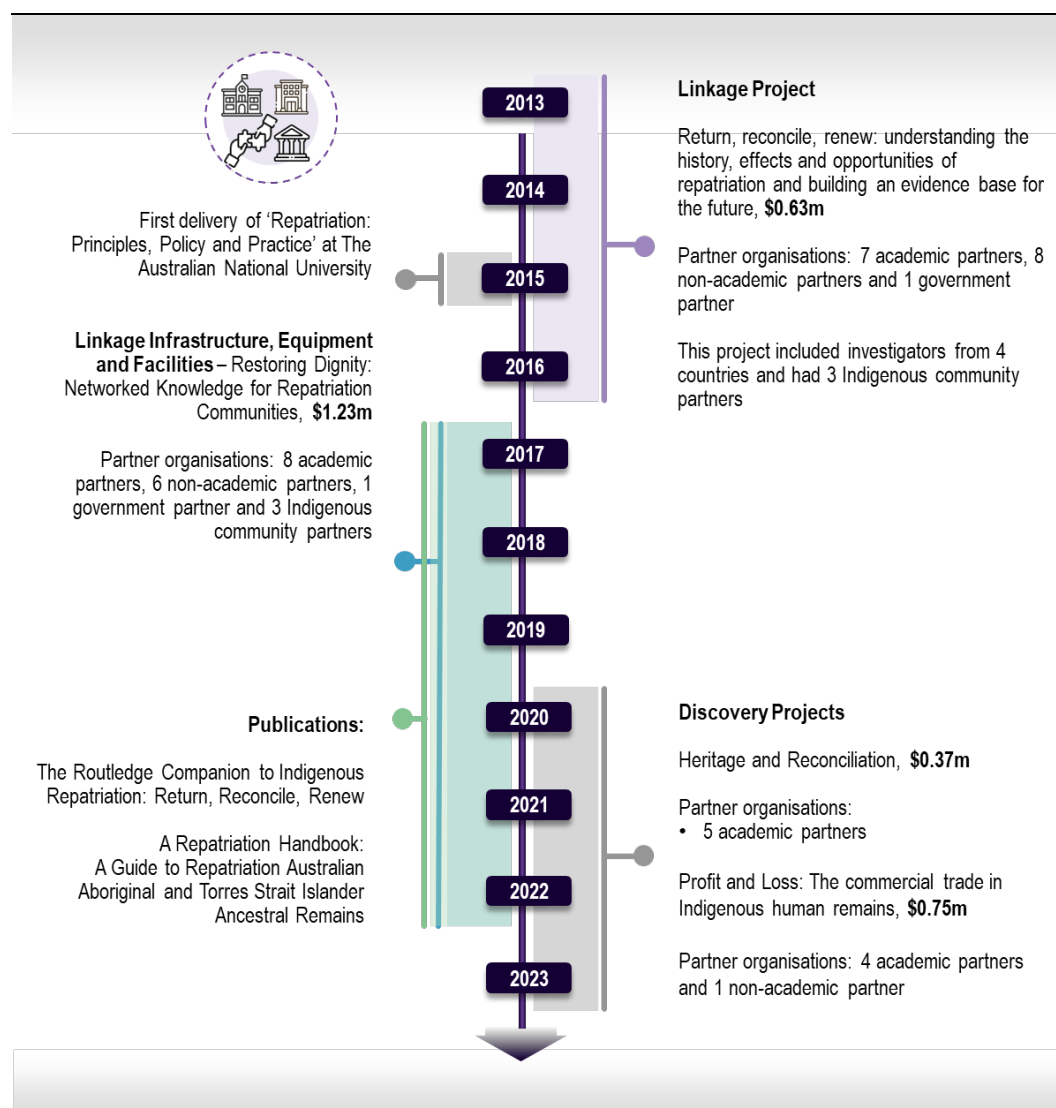 2013
2014
2015
2016
2017
2018
2019
2020
2021
2022
2023
Linkage Project
Return, reconcile, renew: understanding the
history, effects and opportunities of
repatriation and building an evidence base for
the future, $0.63m
Partner organisations: 7 academic partners, 8
non-academic partners and 1 government
partner
This project included investigators from 4
countries and had 3 Indigenous community
partners
First delivery of ‘Repatriation:
Principles, Policy and Practice’ at The
Australian National University
Linkage Infrastructure, Equipment
and Facilities – Restoring Dignity:
Networked Knowledge for Repatriation
Communities, $1.23m
Partner organisations: 8 academic
partners, 6 non-academic partners, 1
government partner and 3 Indigenous
community partners
Publications:
The Routledge Companion to Indigenous
Repatriation: Return, Reconcile, Renew
A Repatriation Handbook:
A Guide to Repatriation Australian
Aboriginal and Torres Strait Islander
Ancestral Remains
Discovery Projects
Heritage and Reconciliation, $0.37m
Partner organisations:
• 5 academic partners
Profit and Loss: The commercial trade in
Indigenous human remains, $0.75m
Partner organisations: 4 academic partners
and 1 non-academic partner